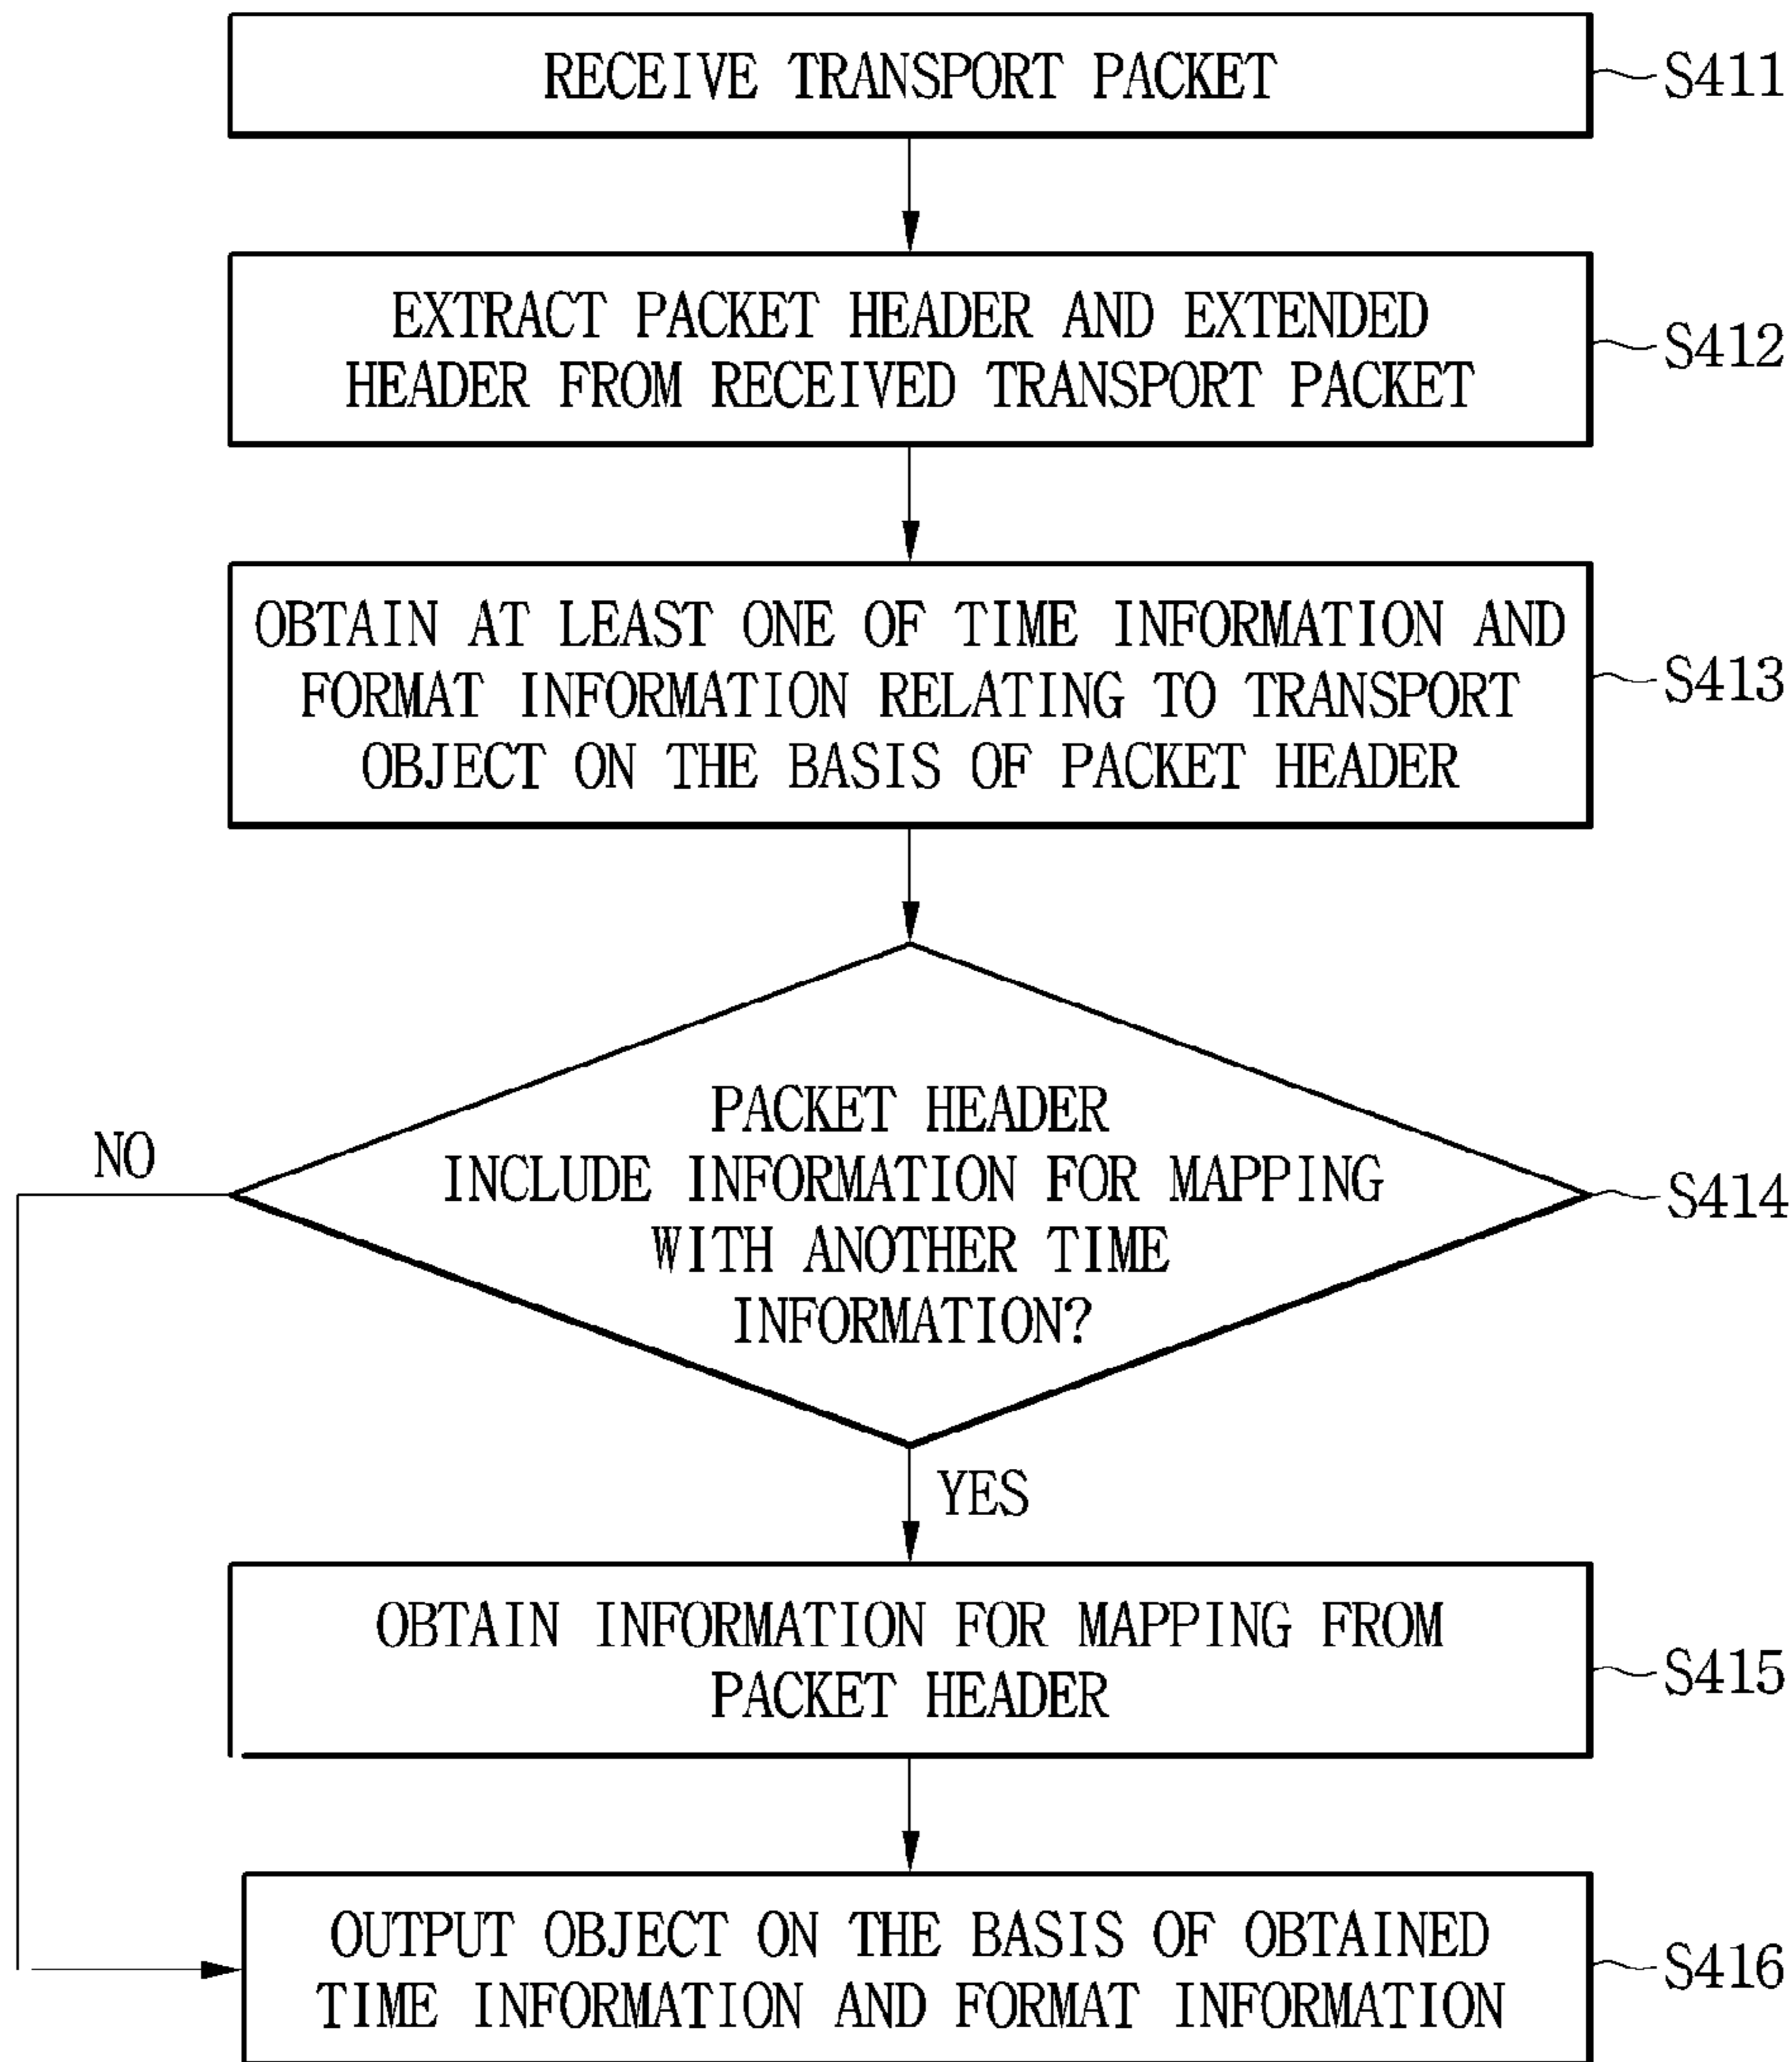 RECEIVE TRANSPORT PACKET
S411
EXTRACT PACKET HEADER AND EXTENDED
HEADER FROM RECEIVED TRANSPORT PACKET
S412
OBTAIN AT LEAST ONE OF TIME INFORMATION AND
FORMAT INFORMATION RELATING TO TRANSPORT
OBJECT ON THE BASIS OF PACKET HEADER
S413
PACKET HEADER
INCLUDE INFORMATION FOR MAPPING
WITH ANOTHER TIME
INFORMATION?
S414
NO
YES
OBTAIN INFORMATION FOR MAPPING FROM
PACKET HEADER
S415
OUTPUT OBJECT ON THE BASIS OF OBTAINED
TIME INFORMATION AND FORMAT INFORMATION
S416